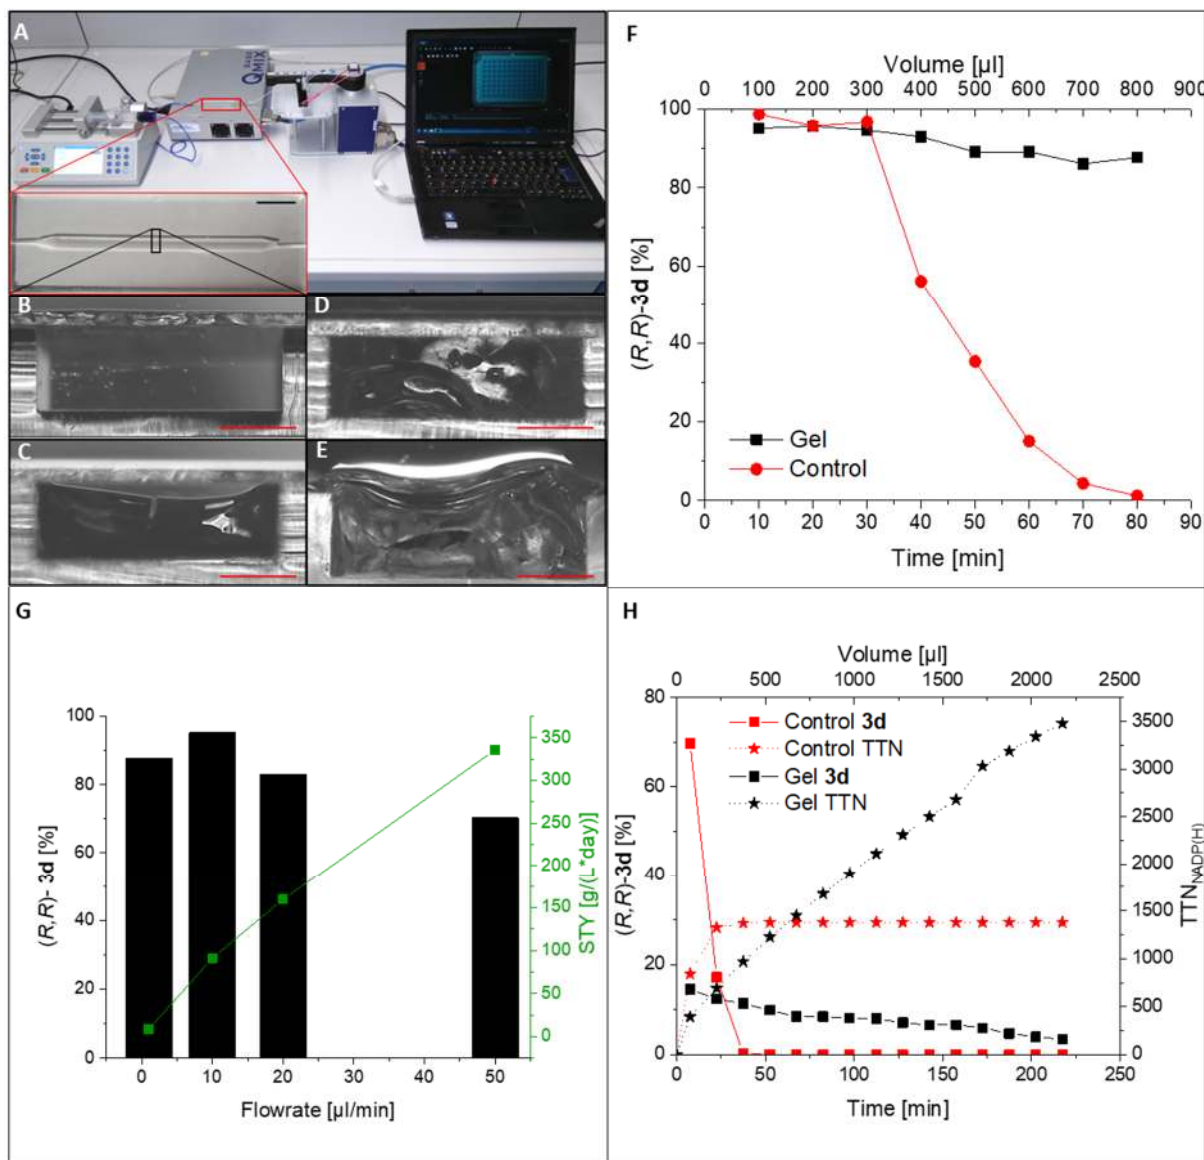 A
QMIX
B
D
C
E
F
Volume [µl]
0 100 200 300 400 500 600 700 800 900
100
80
60
40
20
0
(R,R)-3d [%]
Gel
Control
0 10 20 30 40 50 60 70 80 90
Time [min]
G
100
80
60
40
20
0
(R,R)- 3d [%]
350
300
250
200
150
100
50
0
STY [g/(L*day)]
0 10 20 30 40 50
Flowrate [µl/min]
H
Volume [µl]
0 500 1000 1500 2000 2500
80
60
40
20
0
(R,R)-3d [%]
Control 3d
Control TTN
Gel 3d
Gel TTN
3500
3000
2500
2000
1500
1000
500
0
TTN NADP(H)
0 50 100 150 200 250
Time [min]